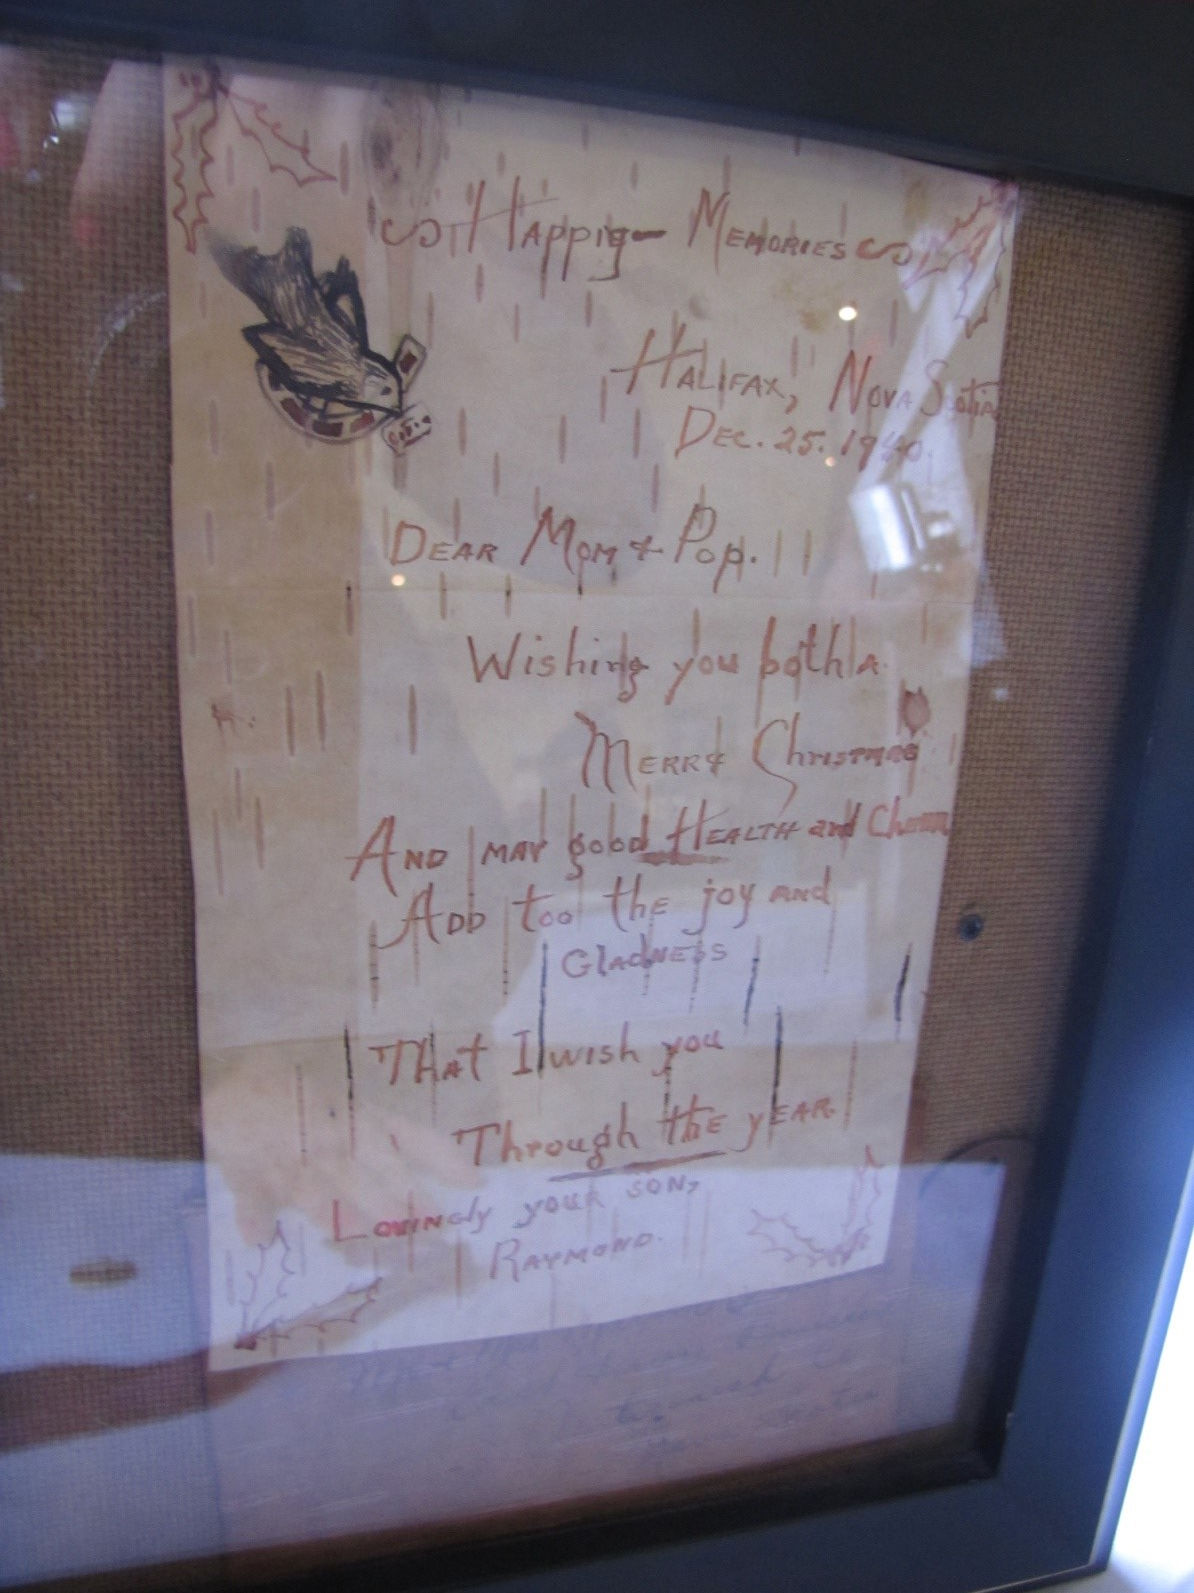 Happy Memories
Halifax, Nova Scotia
Dec. 25. 1940.
Dear Mom & Pop.
Wishing you both a
Merry Christmas
And may good Health and
Add too the joy and
Gladness
That I wish you
Through the year.
Lovingly your son,
Raymond.